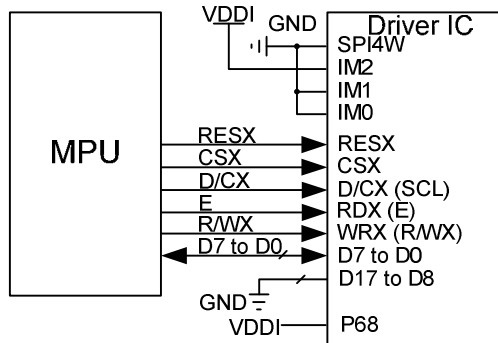 VDDI
GND
Driver IC
SPI4W
IM2
IM1
IM0
MPU
RESX
RESX
CSX
CSX
D/CX
D/CX (SCL)
E
RDX (E)
R/WX
WRX (R/WX)
D7 to D0
D7 to D0
D17 to D8
GND
VDDI
P68